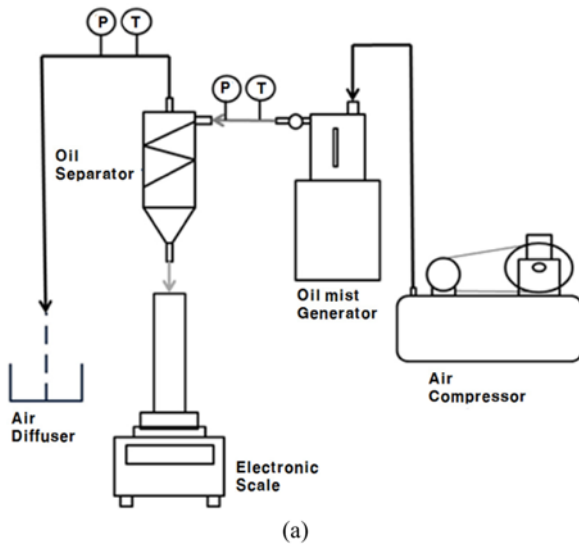 P T
P T
Oil
Separator
Oil mist
Generator
Air
Compressor
Air
Diffuser
Electronic
Scale
(a)